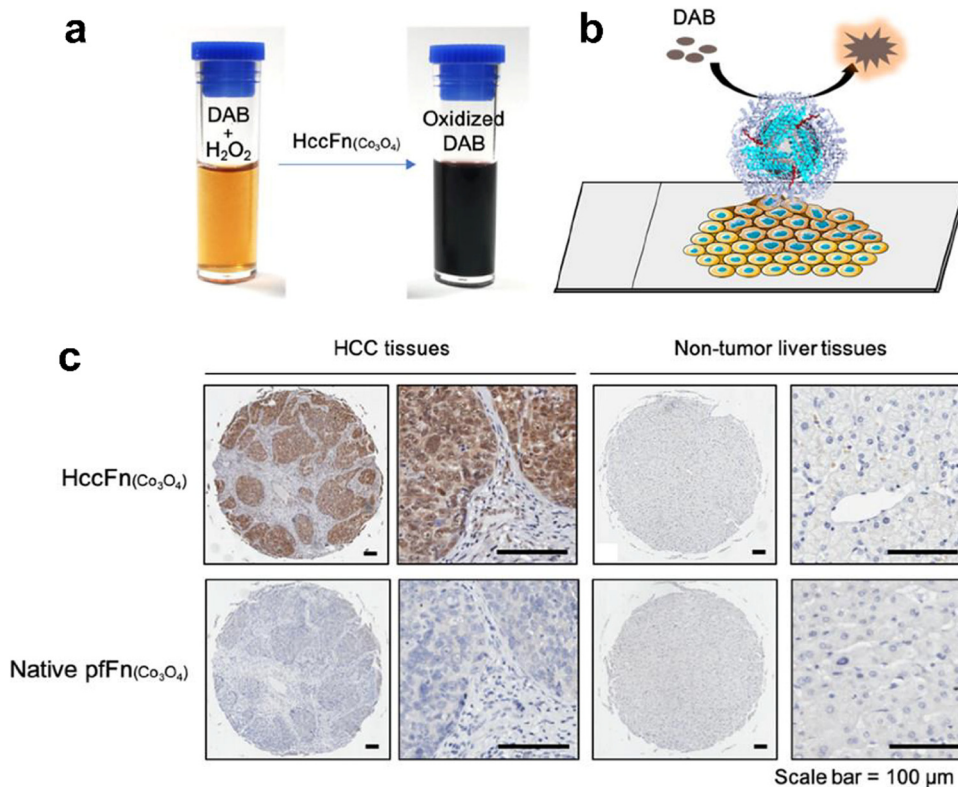 a
DAB
+
H₂O₂
HccFn(Co₃O₄)
Oxidized
DAB
b
DAB
c
HCC tissues
Non-tumor liver tissues
HccFn(Co₃O₄)
Native pfFn(Co₃O₄)
Scale bar = 100 μm